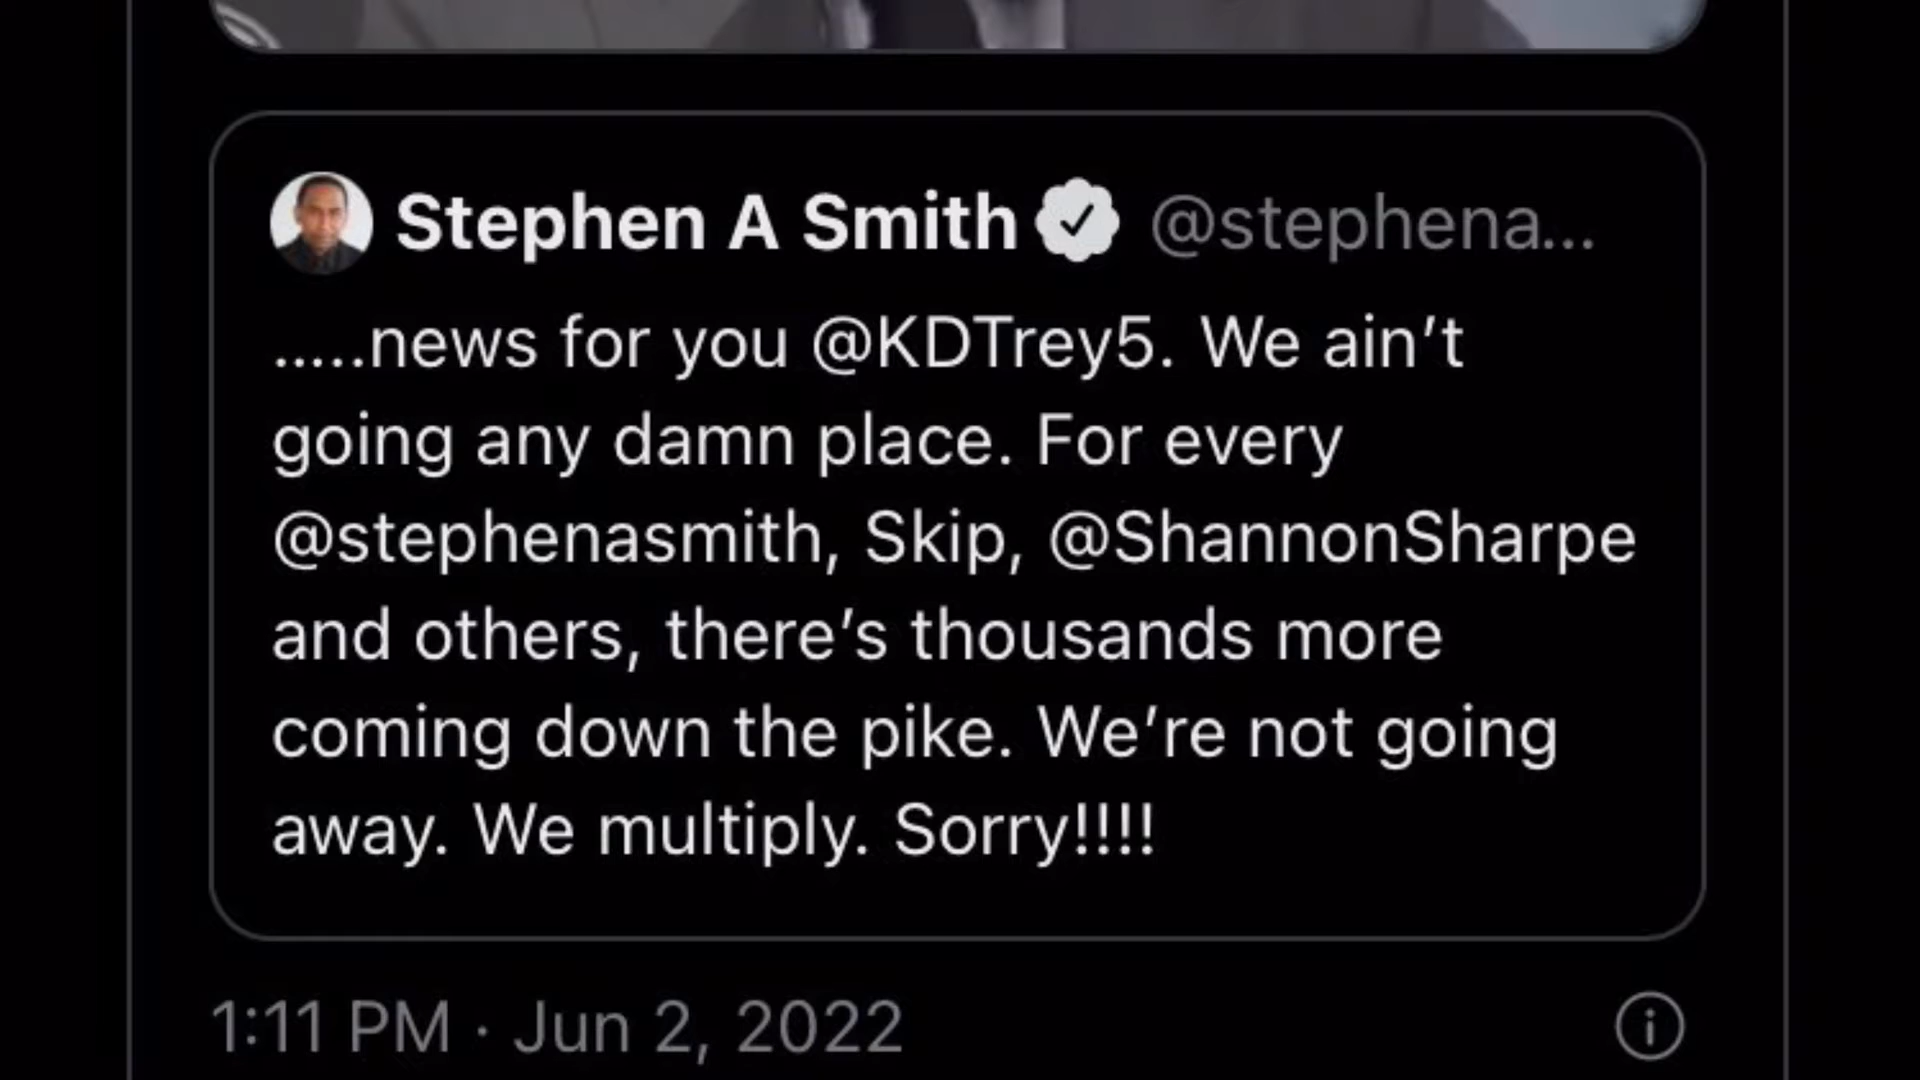 Stephen A Smith @stephena...
.....news for you @KDTrey5. We ain’t
going any damn place. For every
@stephenasmith, Skip, @ShannonSharpe
and others, there’s thousands more
coming down the pike. We’re not going
away. We multiply. Sorry!!!!
1:11 PM · Jun 2, 2022